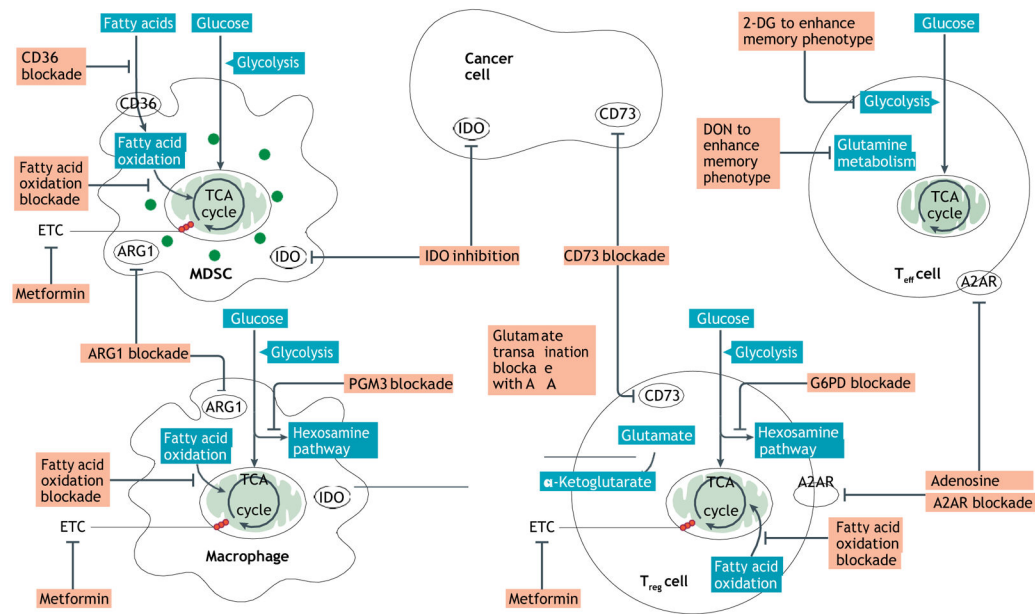 Fatty acids
Glucose
CD36
blockade
Glycolysis
CD36
Fatty acid
oxidation
Fatty acid
oxidation
blockade
TCA
cycle
ETC
ARG1
MDSC
IDO
Metformin
Cancer
cell
IDO
CD73
IDO inhibition
CD73 blockade
2-DG to enhance
memory phenotype
Glucose
Glycolysis
DON to
enhance
memory
phenotype
Glutamine
metabolism
TCA
cycle
Teff cell
A2AR
ARG1 blockade
Glucose
Glycolysis
PGM3 blockade
ARG1
Fatty acid
oxidation
Hexosamine
pathway
Fatty acid
oxidation
blockade
TCA
cycle
IDO
ETC
Macrophage
Metformin
Glutamate
transa ination
blocka e
with A A
Glucose
Glycolysis
G6PD blockade
CD73
Glutamate
Hexosamine
pathway
α-Ketoglutarate
TCA
cycle
A2AR
Adenosine
A2AR blockade
ETC
Fatty acid
oxidation
blockade
Fatty acid
oxidation
Treg cell
Metformin